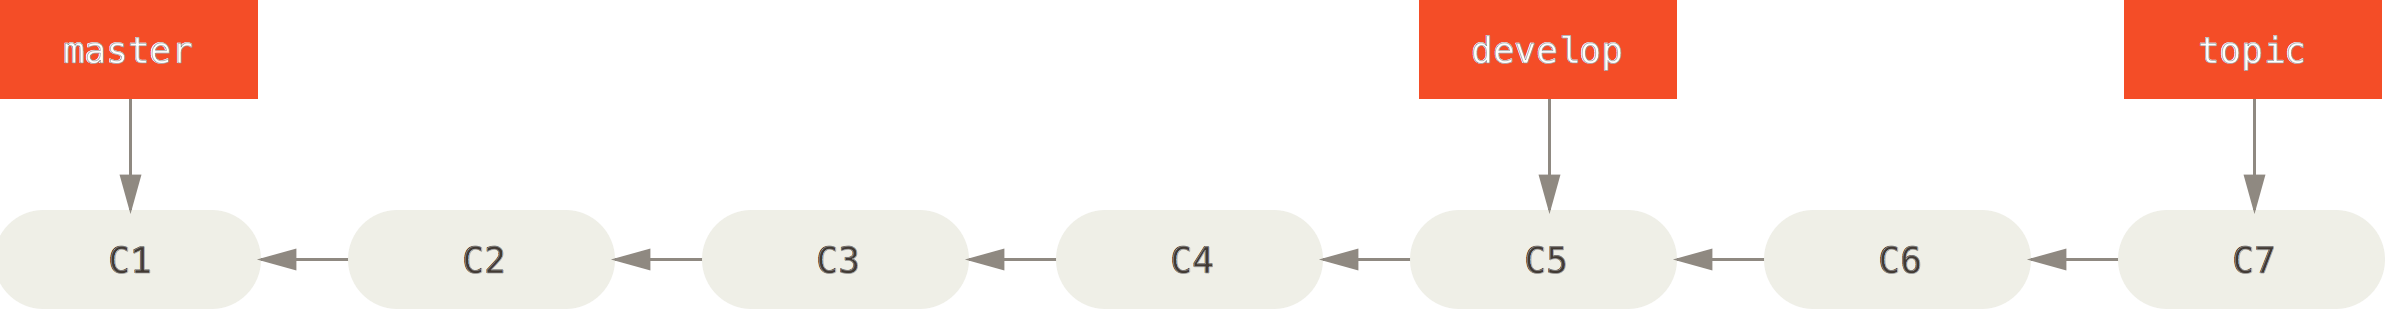 master develop topic
C1 C2 C3 C4 C5 C6 C7